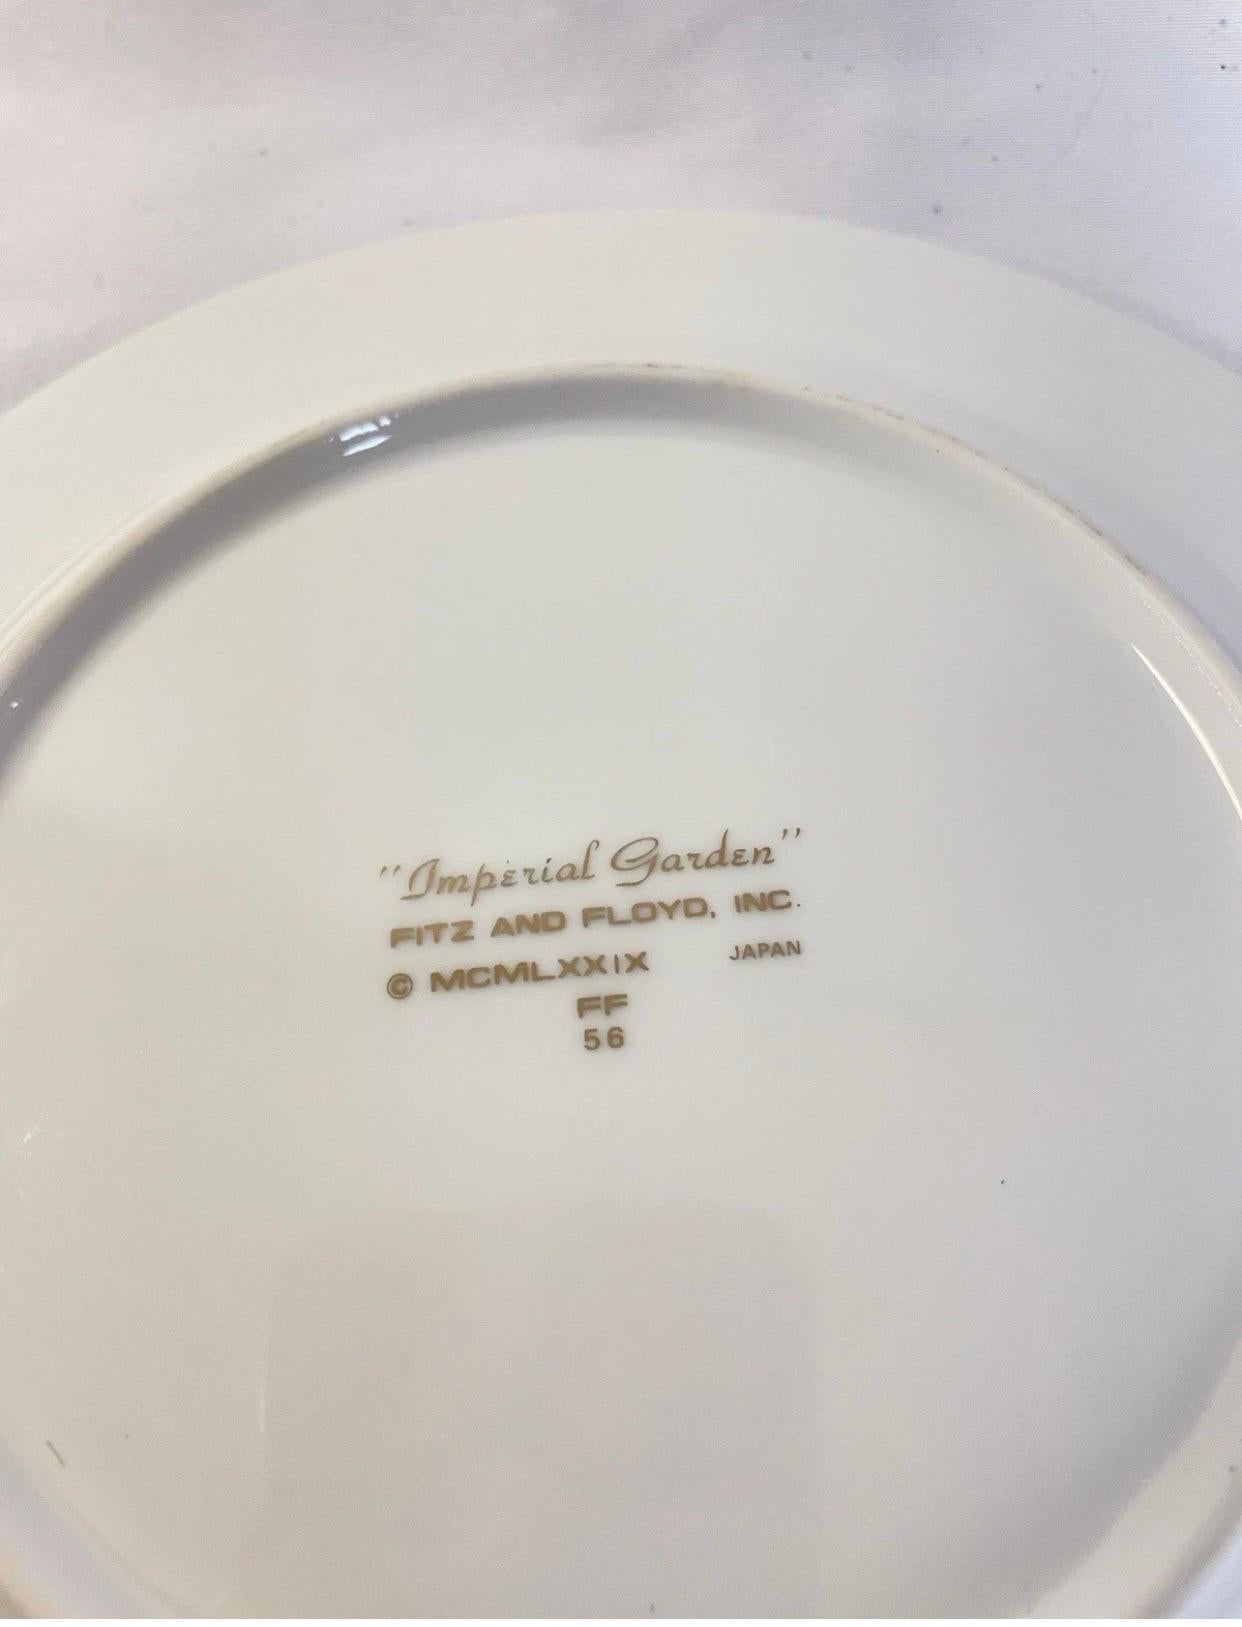 "Imperial Garden"
FITZ AND FLOYD, INC.
© MCMLXXIX JAPAN
FF
56